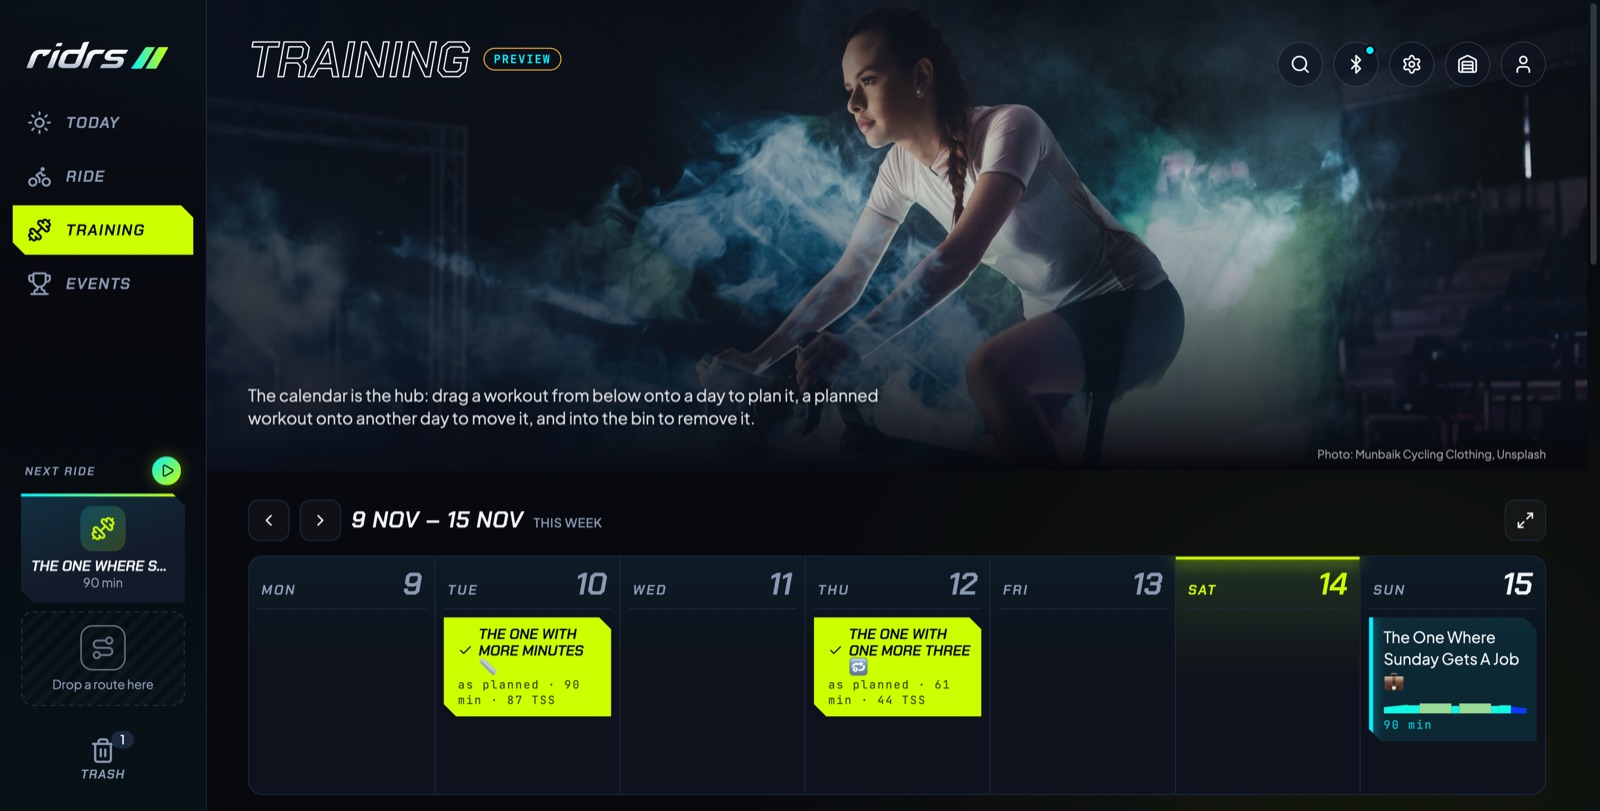 ridrs
TODAY
RIDE
TRAINING
EVENTS
NEXT RIDE
THE ONE WHERE S...
90 min
Drop a route here
1
TRASH
TRAINING
PREVIEW
The calendar is the hub: drag a workout from below onto a day to plan it, a planned
workout onto another day to move it, and into the bin to remove it.
Photo: Munbaik Cycling Clothing, Unsplash
9 NOV – 15 NOV THIS WEEK
MON 9
TUE 10
WED 11
THU 12
FRI 13
SAT 14
SUN 15
THE ONE WITH
MORE MINUTES
as planned · 90
min · 87 TSS
THE ONE WITH
ONE MORE THREE
as planned · 61
min · 44 TSS
The One Where
Sunday Gets A Job
90 min